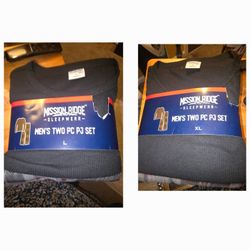 MISSION RIDGE
SLEEPWEAR
MEN'S TWO PC PJ SET
L
MISSION RIDGE
SLEEPWEAR
MEN'S TWO PC PJ SET
XL